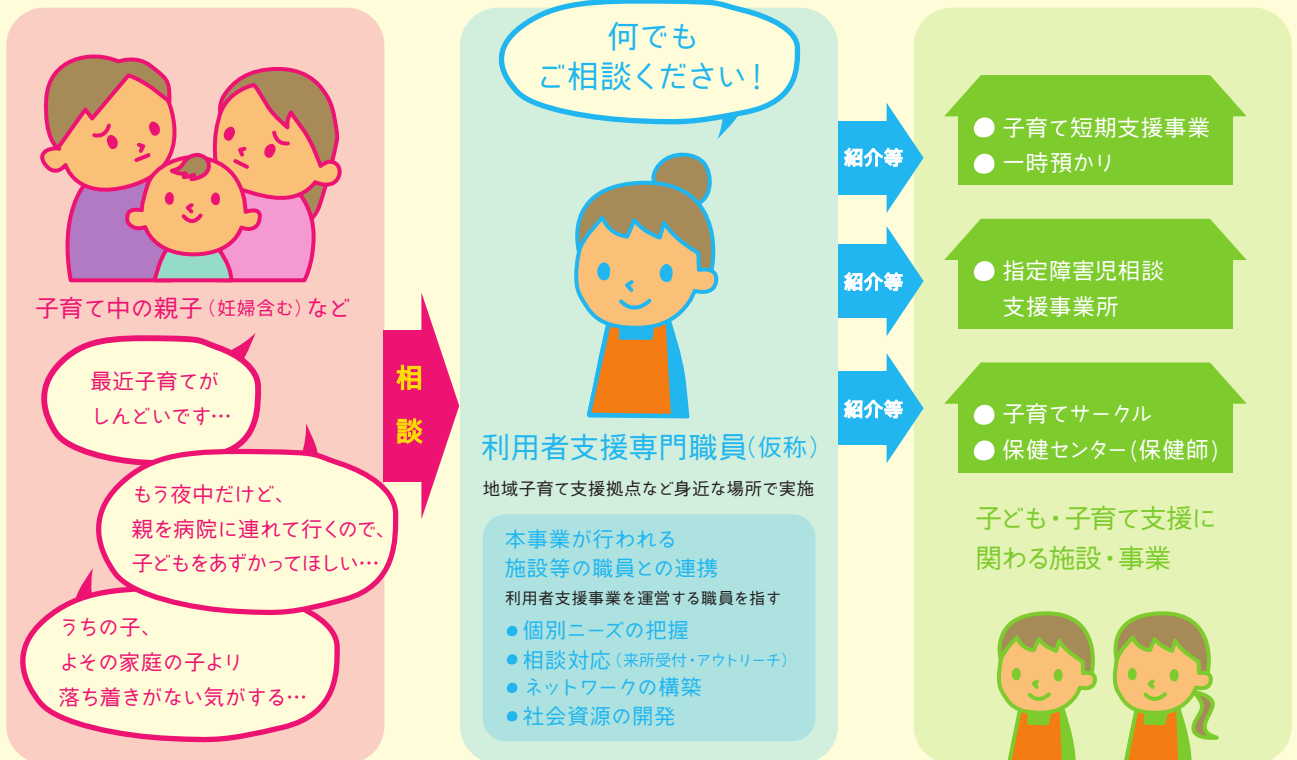 子育て中の親子（妊婦含む）など
最近子育てが
しんどいです…
もう夜中だけど、
親を病院に連れて行くので、
子どもをあずかってほしい…
うちの子、
よその家庭の子より
落ち着きがない気がする…
相
談
何でも
ご相談ください！
利用者支援専門職員（仮称）
地域子育て支援拠点など身近な場所で実施
本事業が行われる
施設等の職員との連携
利用者支援事業を運営する職員を指す
●個別ニーズの把握
●相談対応（来所受付・アウトリーチ）
●ネットワークの構築
●社会資源の開発
紹介等
紹介等
紹介等
●子育て短期支援事業
●一時預かり
●指定障害児相談
支援事業所
●子育てサークル
●保健センター(保健師)
子ども・子育て支援に
関わる施設・事業